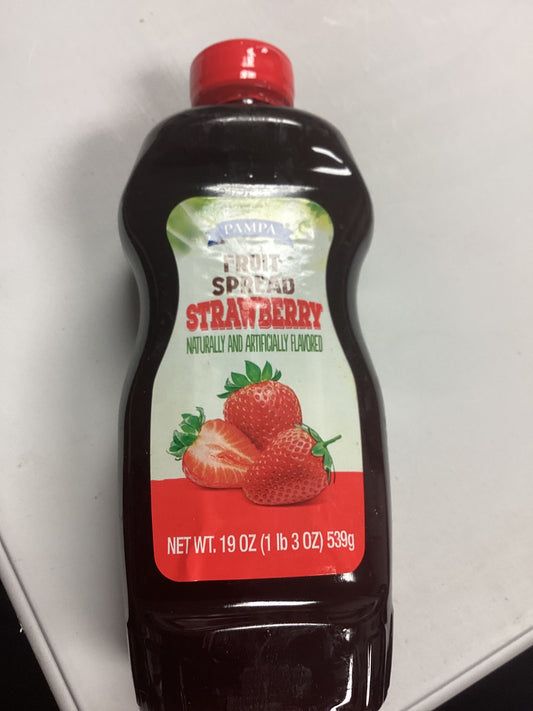 PAMPA
FRUIT
SPREAD
STRAWBERRY
NATURALLY AND ARTIFICIALLY FLAVORED
NET WT. 19 OZ (1 lb 3 OZ) 539g